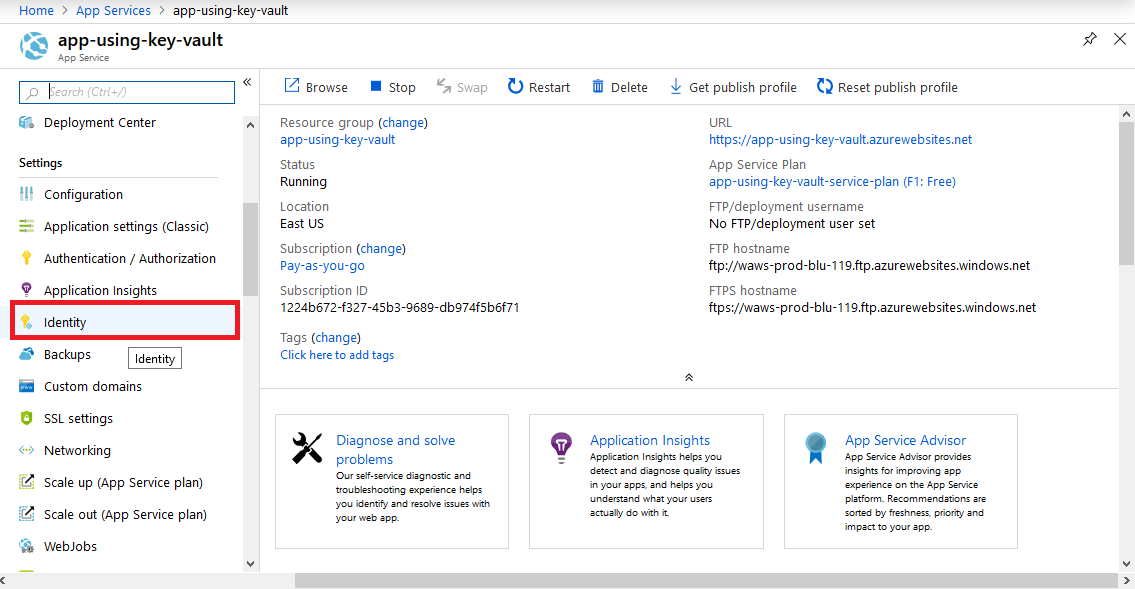 Home > App Services > app-using-key-vault
app-using-key-vault
App Service
Search (Ctrl+/)
«
Deployment Center
Settings
Configuration
Application settings (Classic)
Authentication / Authorization
Application Insights
Identity
Backups
Identity
Custom domains
SSL settings
Networking
Scale up (App Service plan)
Scale out (App Service plan)
WebJobs
Browse
Stop
Swap
Restart
Delete
Get publish profile
Reset publish profile
Resource group (change)
app-using-key-vault
Status
Running
Location
East US
Subscription (change)
Pay-as-you-go
Subscription ID
1224b672-f327-45b3-9689-db974f5b6f71
Tags (change)
Click here to add tags
URL
https://app-using-key-vault.azurewebsites.net
App Service Plan
app-using-key-vault-service-plan (F1: Free)
FTP/deployment username
No FTP/deployment user set
FTP hostname
ftp://waws-prod-blu-119.ftp.azurewebsites.windows.net
FTPS hostname
ftps://waws-prod-blu-119.ftp.azurewebsites.windows.net
Diagnose and solve
problems
Our self-service diagnostic and
troubleshooting experience helps
you identify and resolve issues with
your web app.
Application Insights
Application Insights helps you
detect and diagnose quality issues
in your apps, and helps you
understand what your users
actually do with it.
App Service Advisor
App Service Advisor provides
insights for improving app
experience on the App Service
platform. Recommendations are
sorted by freshness, priority and
impact to your app.